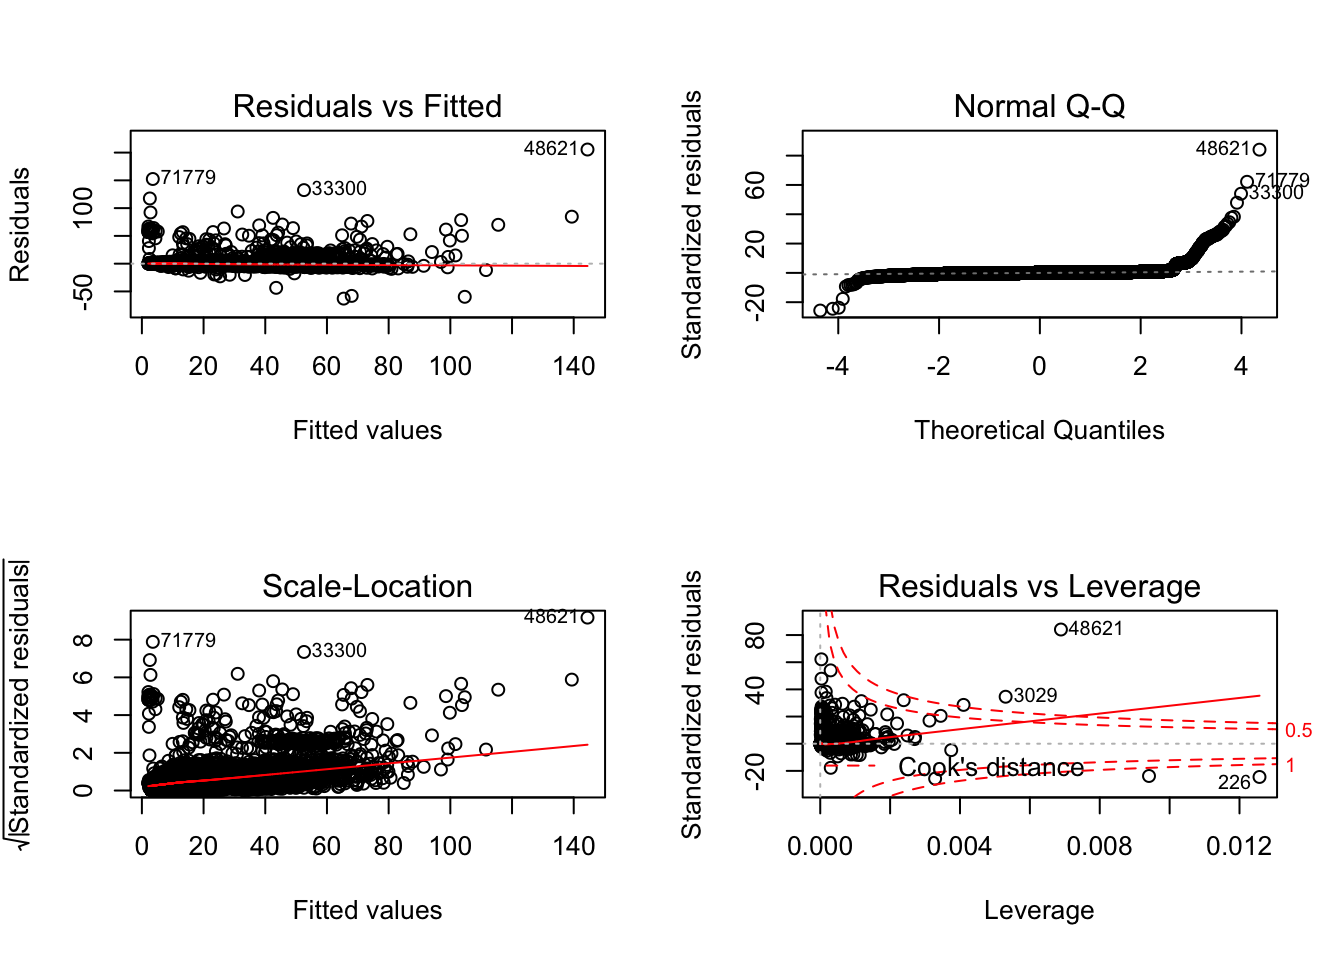 Residuals vs Fitted
Residuals
-50 100
48621
71779
33300
0 20 40 60 80 100 140
Fitted values
Normal Q-Q
Standardized residuals
-20 20 60
48621
71779
33300
-4 -2 0 2 4
Theoretical Quantiles
Scale-Location
√|Standardized residuals|
0 2 4 6 8
48621
71779
33300
0 20 40 60 80 100 140
Fitted values
Residuals vs Leverage
Standardized residuals
-20 40 80
48621
3029
0.5
Cook's distance
1
226
0.000 0.004 0.008 0.012
Leverage